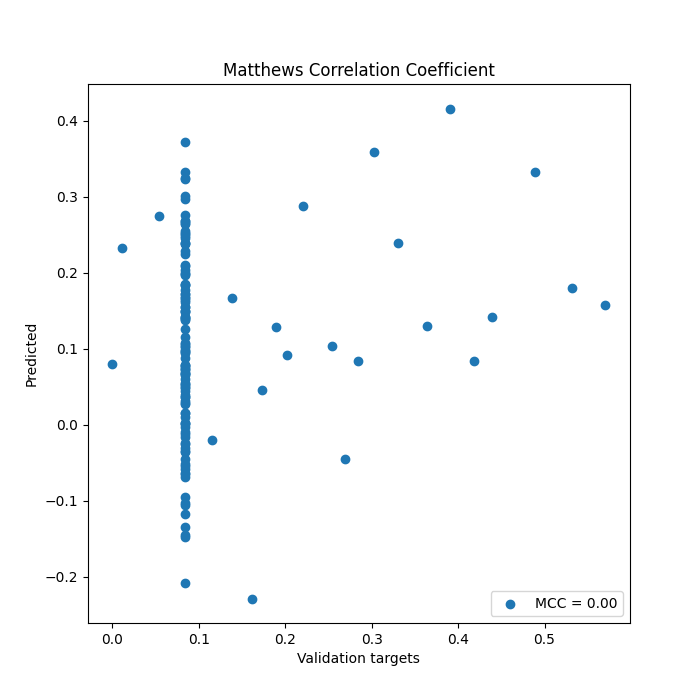 Matthews Correlation Coefficient
0.4
0.3
0.2
0.1
0.0
−0.1
−0.2
Predicted
MCC = 0.00
0.0 0.1 0.2 0.3 0.4 0.5
Validation targets